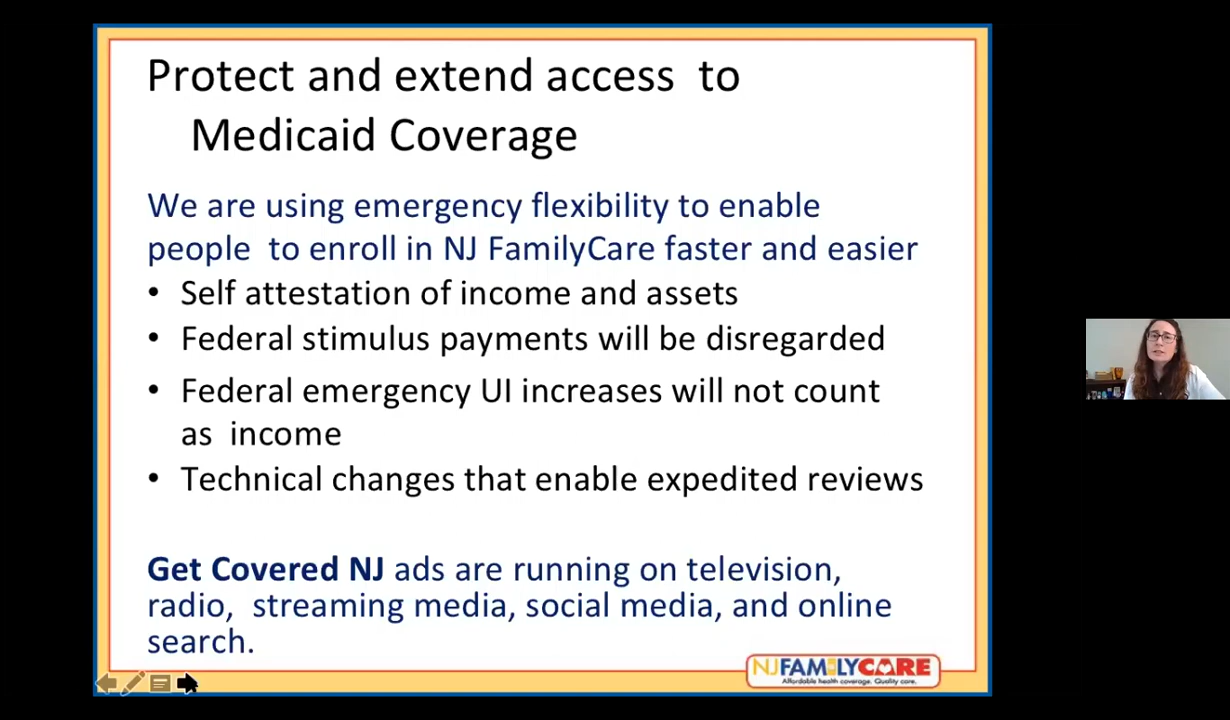 Protect and extend access to
Medicaid Coverage
We are using emergency flexibility to enable
people to enroll in NJ FamilyCare faster and easier
• Self attestation of income and assets
• Federal stimulus payments will be disregarded
• Federal emergency UI increases will not count
as income
• Technical changes that enable expedited reviews
Get Covered NJ ads are running on television,
radio, streaming media, social media, and online
search.
NJFAMILYCARE
Affordable health coverage. Quality care.